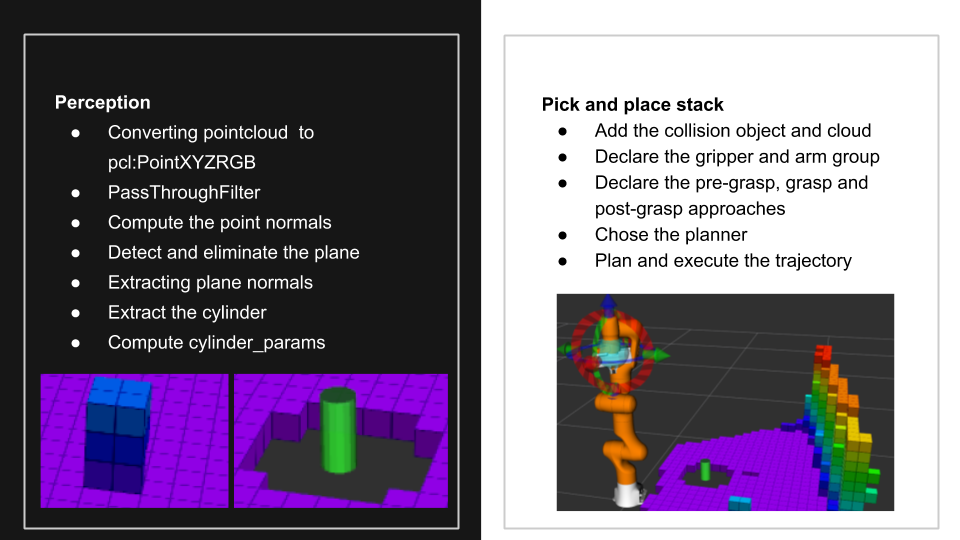 Perception
● Converting pointcloud  to
pcl:PointXYZRGB
● PassThroughFilter
● Compute the point normals
● Detect and eliminate the plane
● Extracting plane normals
● Extract the cylinder
● Compute cylinder_params
Pick and place stack
● Add the collision object and cloud
● Declare the gripper and arm group
● Declare the pre-grasp, grasp and
post-grasp approaches
● Chose the planner
● Plan and execute the trajectory